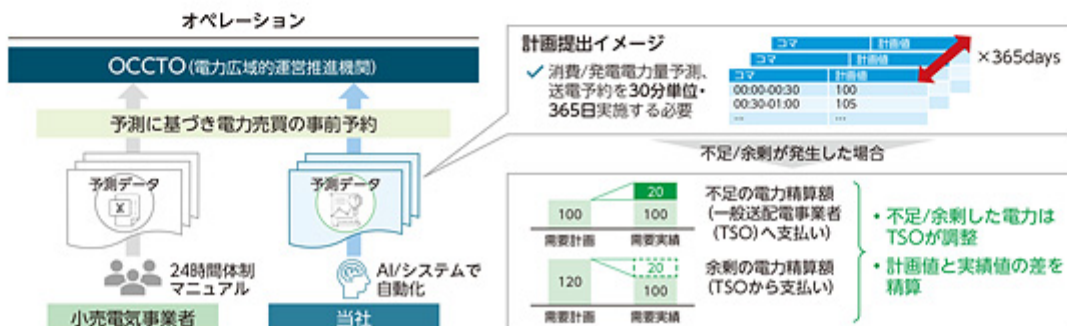 オペレーション
OCCTO(電力広域的運営推進機関)
予測に基づき電力売買の事前予約
予測データ
予測データ
24時間体制
マニュアル
AI/システムで
自動化
小売電気事業者
当社
計画提出イメージ
✓ 消費/発電電力量予測、
送電予約を30分単位・
365日実施する必要
コマ 計画値
コマ 計画値
コマ 計画値
00:00-00:30 100
00:30-01:00 105
... ...
×365days
不足/余剰が発生した場合
20
100 100
需要計画 需要実績
不足の電力精算額
(一般送配電事業者
(TSO)へ支払い)
20
120 100
需要計画 需要実績
余剰の電力精算額
(TSOから支払い)
• 不足/余剰した電力は
TSOが調整
• 計画値と実績値の差を
精算